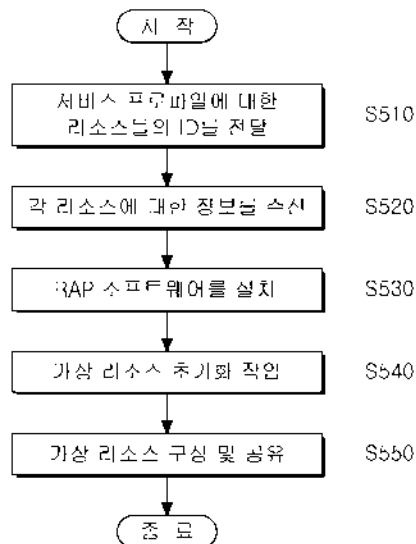 시 작
서비스 프로파일에 대한
리소스들의 ID를 전달
S510
각 리소스에 대한 정보를 수신
S520
RAP 소프트웨어를 설치
S530
가상 리소스 초기화 작업
S540
가상 리소스 구성 및 공유
S550
종 료